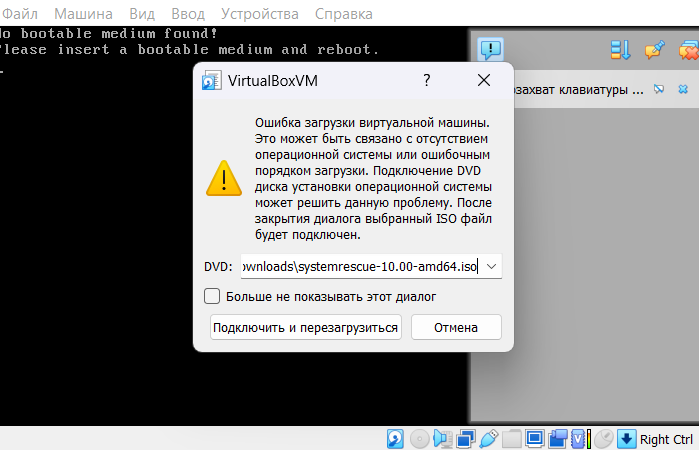 Файл Машина Вид Ввод Устройства Справка
No bootable medium found!
Please insert a bootable medium and reboot.
VirtualBoxVM ? ×
озахват клавиатуры ...
Ошибка загрузки виртуальной машины.
Это может быть связано с отсутствием
операционной системы или ошибочным
порядком загрузки. Подключение DVD
диска установки операционной системы
может решить данную проблему. После
закрытия диалога выбранный ISO файл
будет подключен.
DVD: ownloads\systemrescue-10.00-amd64.iso
Больше не показывать этот диалог
Подключить и перезагрузиться Отмена
Right Ctrl